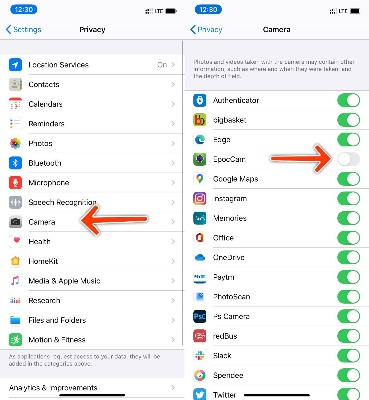 12:30
LTE
Settings
Privacy
Location Services
On
Contacts
Calendars
Reminders
Photos
Bluetooth
Microphone
Speech Recognition
Camera
Health
HomeKit
Media & Apple Music
Research
Files and Folders
Motion & Fitness
As applications request access to your data, they will be
added in the categories above.
Analytics & Improvements
12:30
LTE
Privacy
Camera
Photos and videos taken with the camera may contain other
information, such as where and when they were taken, and
the depth of field.
Authenticator
bigbasket
Edge
EpocCam
Google Maps
Instagram
Memories
Office
OneDrive
Paytm
PhotoScan
Ps Camera
redBus
Slack
Spendee
Twitter